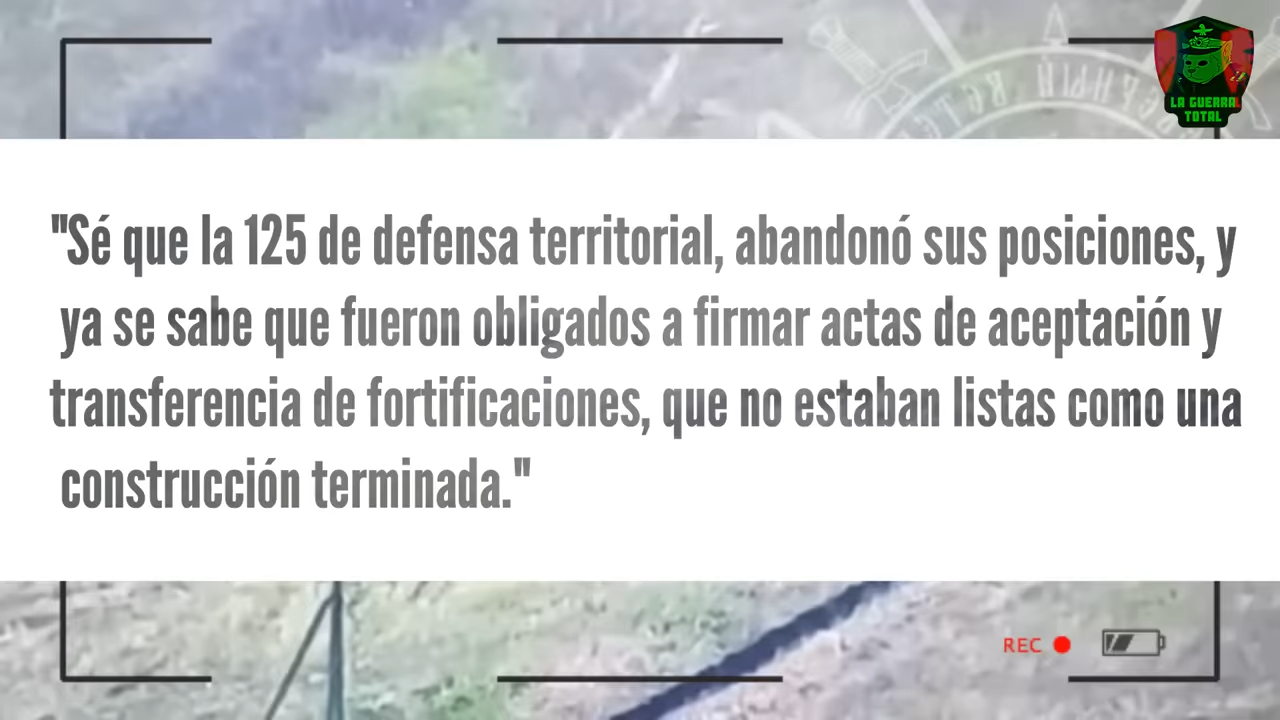 LA GUERRA
TOTAL
"Sé que la 125 de defensa territorial, abandonó sus posiciones, y
ya se sabe que fueron obligados a firmar actas de aceptación y
transferencia de fortificaciones, que no estaban listas como una
construcción terminada."
REC